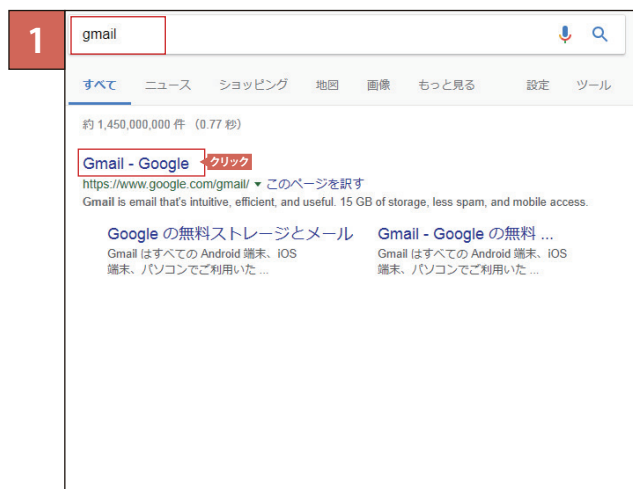 1
gmail
すべて ニュース ショッピング 地図 画像 もっと見る 設定 ツール
約 1,450,000,000 件 (0.77 秒)
Gmail - Google クリック
https://www.google.com/gmail/ ▼ このページを訳す
Gmail is email that's intuitive, efficient, and useful. 15 GB of storage, less spam, and mobile access.
Google の無料ストレージとメール
Gmail はすべての Android 端末、iOS
端末、パソコンでご利用いた ...
Gmail - Google の無料 ...
Gmail はすべての Android 端末、iOS
端末、パソコンでご利用いた ...